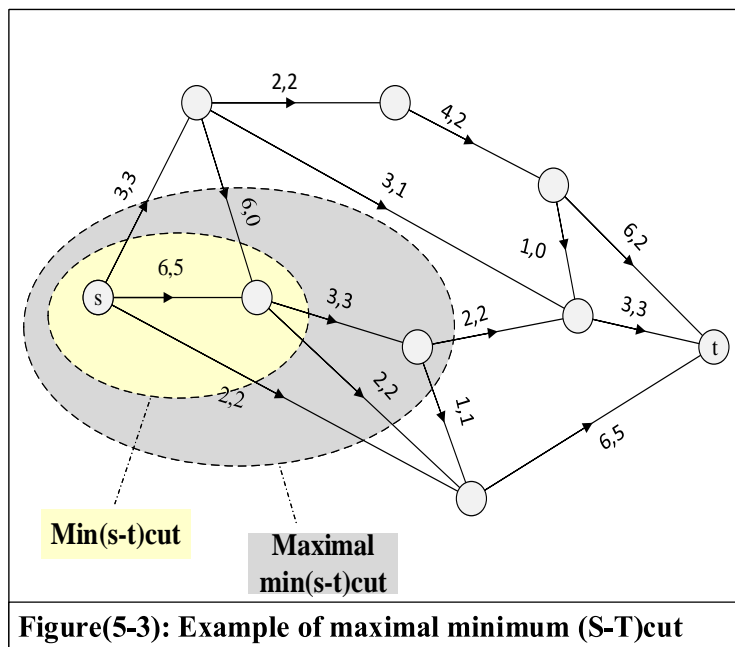 2,2
4,2
3,3
6,0
3,1
1,0
6,2
6,5
s
3,3
2,2
3,3
t
2,2
2,2
1,1
6,5
Min(s-t)cut
Maximal
min(s-t)cut
Figure(5-3): Example of maximal minimum (S-T)cut